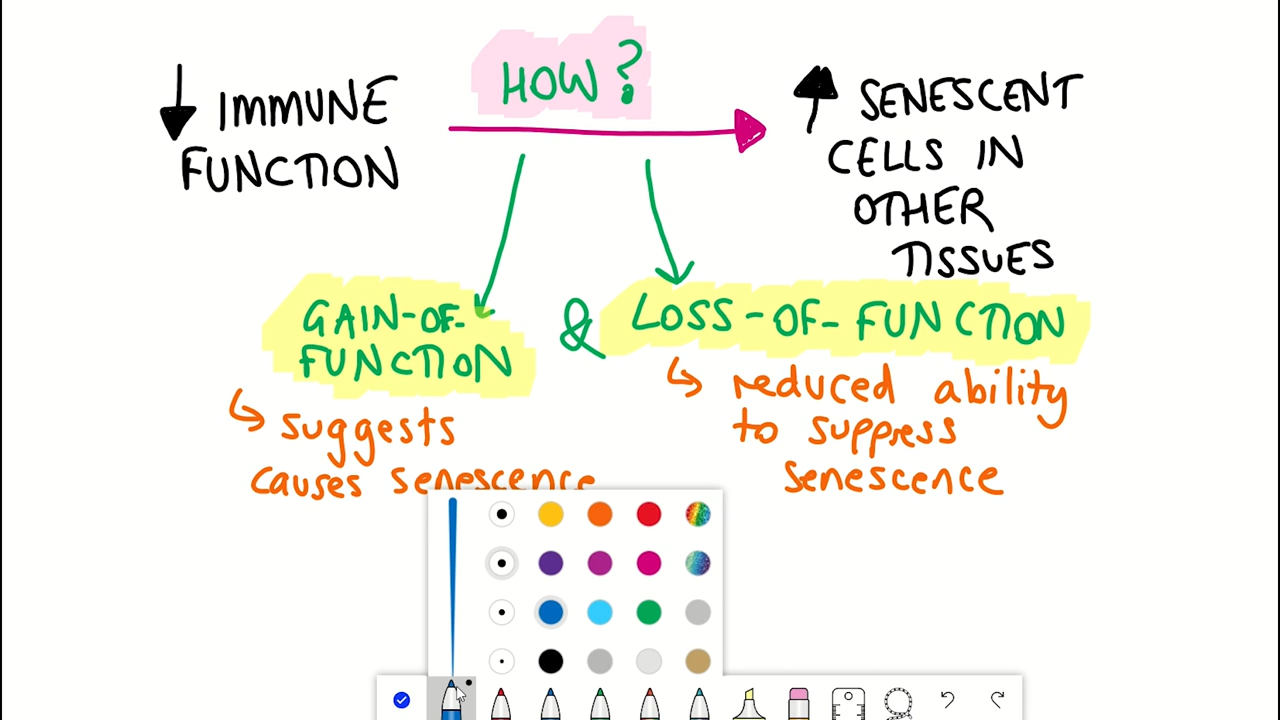 HOW?
↓ IMMUNE
FUNCTION
↑ SENESCENT
CELLS IN
OTHER
TISSUES
GAIN-OF-
FUNCTION
&
LOSS-OF-FUNCTION
↳ suggests
causes senescence
↳ reduced ability
to suppress
senescence